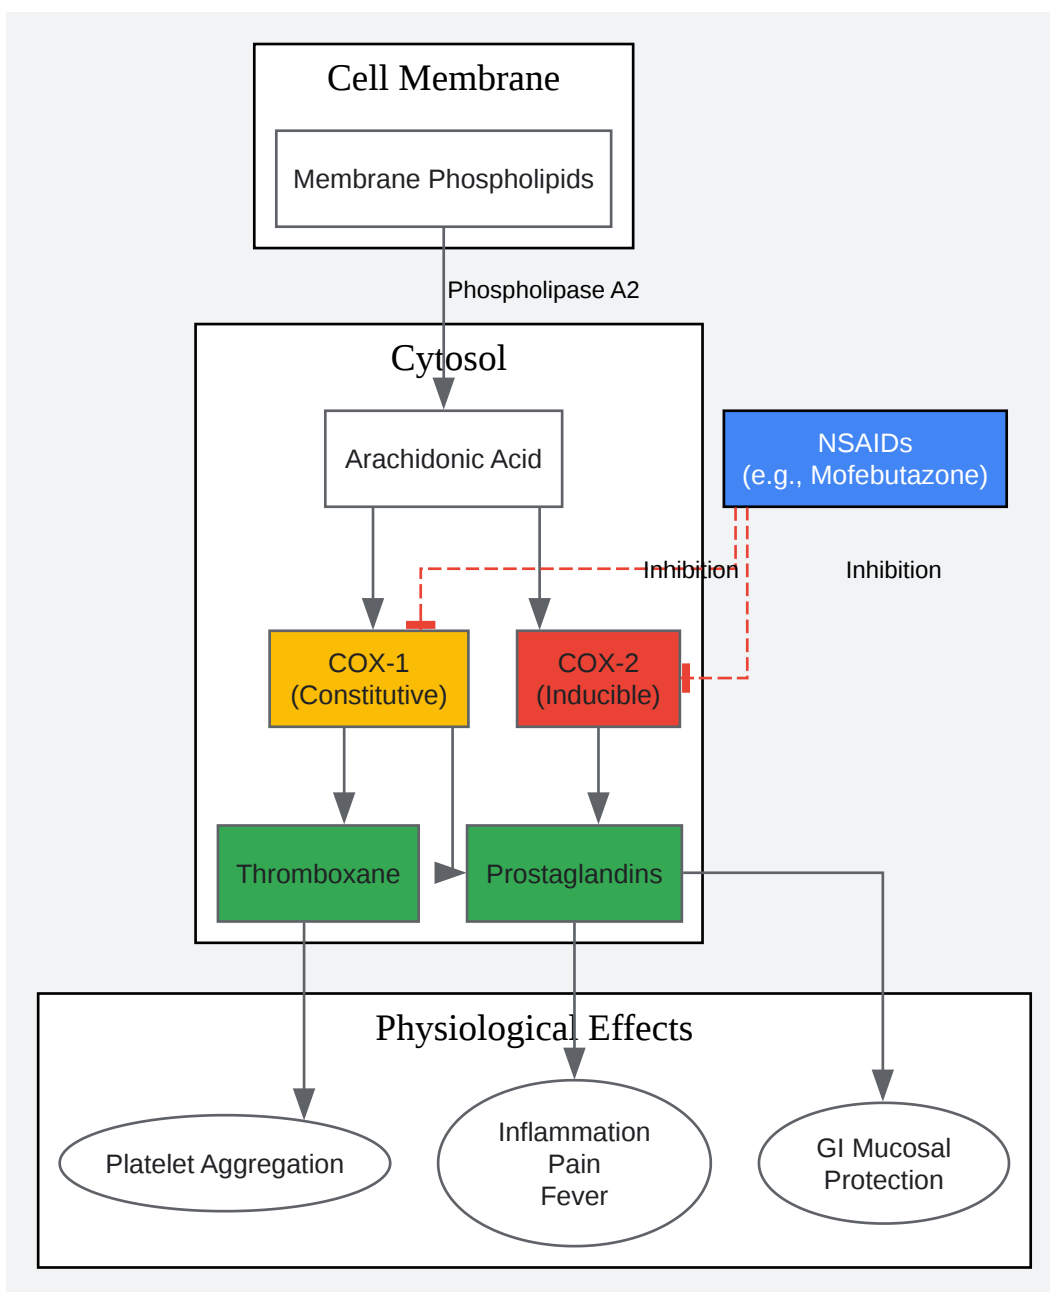 Cell Membrane
Membrane Phospholipids
Phospholipase A2
Cytosol
Arachidonic Acid
NSAIDs
(e.g., Mofebutazone)
Inhibition
Inhibition
COX-1
(Constitutive)
COX-2
(Inducible)
Thromboxane
Prostaglandins
Physiological Effects
Platelet Aggregation
Inflammation
Pain
Fever
GI Mucosal
Protection